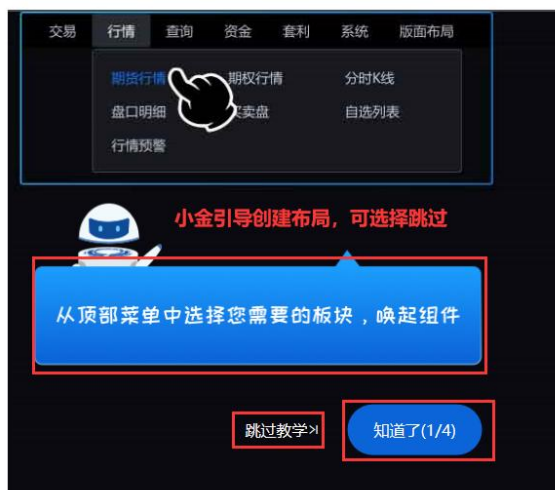 交易 行情 查询 资金 套利 系统 版面布局
期货行情 期权行情 分时K线
盘口明细 买卖盘 自选列表
行情预警
小金引导创建布局，可选择跳过
从顶部菜单中选择您需要的板块，唤起组件
跳过教学 知道了(1/4)